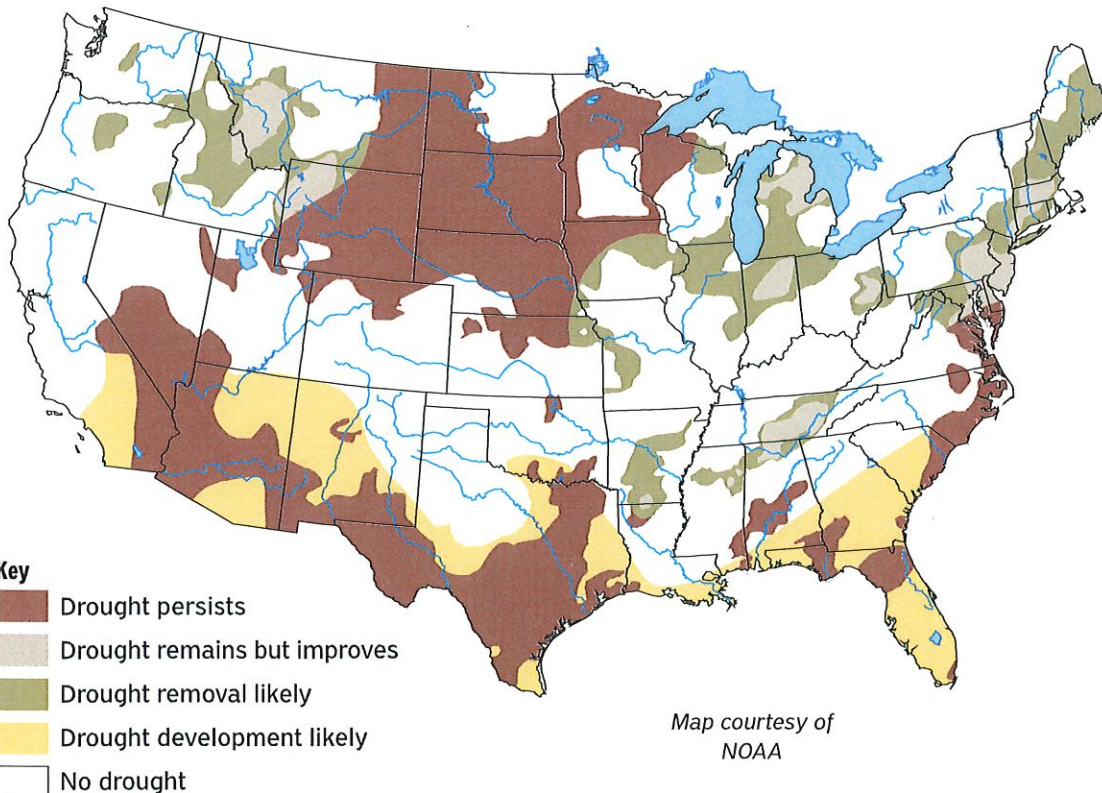 Key
Drought persists
Drought remains but improves
Drought removal likely
Drought development likely
No drought
Map courtesy of
NOAA